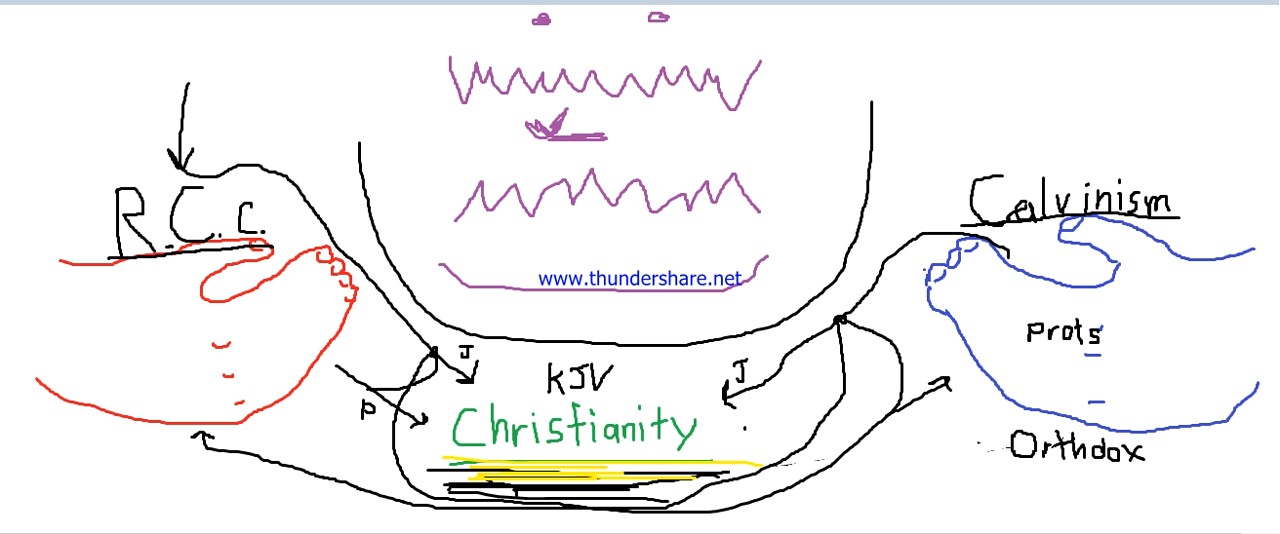 www.thundershare.net
R.C.C.
Calvinism
Prots
J
KJV
J
P
Christianity
Orthdox